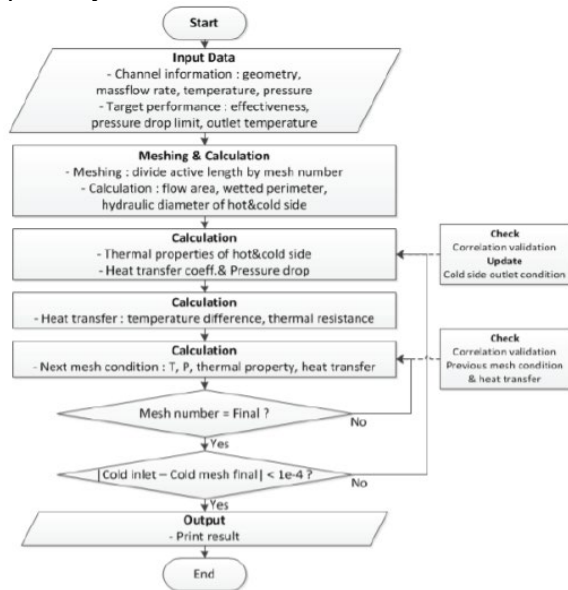 Start
Input Data
- Channel information : geometry,
massflow rate, temperature, pressure
- Target performance : effectiveness,
pressure drop limit, outlet temperature
Meshing & Calculation
- Meshing : divide active length by mesh number
- Calculation : flow area, wetted perimeter,
hydraulic diameter of hot&cold side
Calculation
- Thermal properties of hot&cold side
- Heat transfer coeff.& Pressure drop
Check
Correlation validation
Update
Cold side outlet condition
Calculation
- Heat transfer : temperature difference, thermal resistance
Calculation
- Next mesh condition : T, P, thermal property, heat transfer
Check
Correlation validation
Previous mesh condition
& heat transfer
Mesh number = Final ?
No
Yes
|Cold inlet – Cold mesh final| < 1e-4 ?
No
Yes
Output
- Print result
End